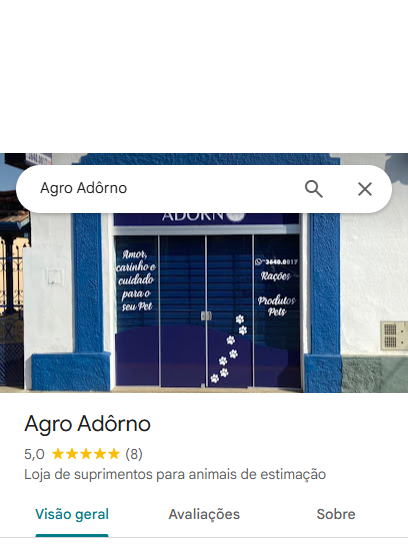 Agro Adôrno
ADORNO
Amor,
carinho e
cuidado
para o
seu Pet
3640.0017
Rações
Produtos
Pets
Agro Adôrno
5,0 (8)
Loja de suprimentos para animais de estimação
Visão geral Avaliações Sobre